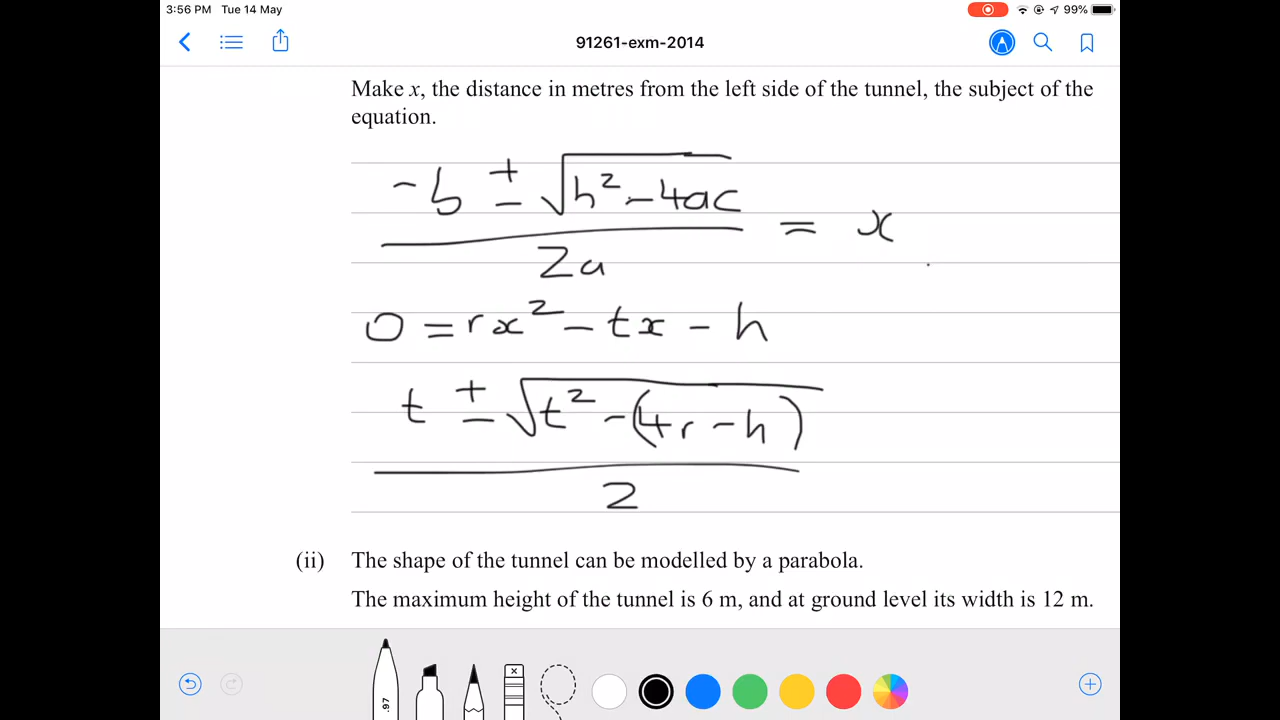 3:56 PM Tue 14 May 99%
91261-exm-2014
Make x, the distance in metres from the left side of the tunnel, the subject of the
equation.
-b ± √(h² - 4ac
2a
= x
0 = rx² - tx - h
t ± √t² - (4r - h)
2
(ii) The shape of the tunnel can be modelled by a parabola.
The maximum height of the tunnel is 6 m, and at ground level its width is 12 m.
.97